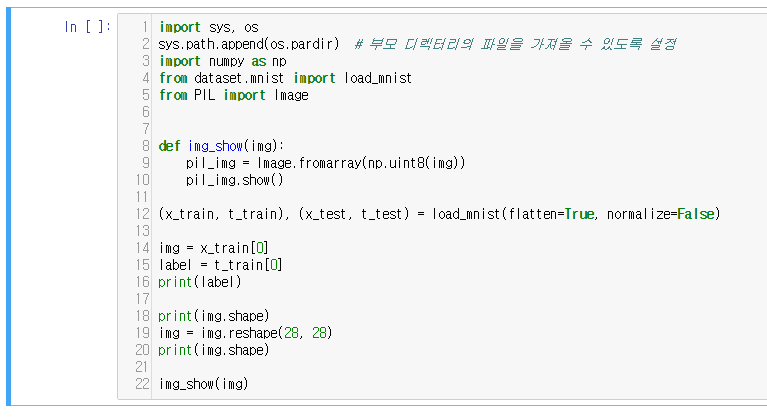 In [ ]:
1 import sys, os
2 sys.path.append(os.pardir)  # 부모 디렉터리의 파일을 가져올 수 있도록 설정
3 import numpy as np
4 from dataset.mnist import load_mnist
5 from PIL import Image
6
7
8 def img_show(img):
9     pil_img = Image.fromarray(np.uint8(img))
10     pil_img.show()
11
12 (x_train, t_train), (x_test, t_test) = load_mnist(flatten=True, normalize=False)
13
14 img = x_train[0]
15 label = t_train[0]
16 print(label)
17
18 print(img.shape)
19 img = img.reshape(28, 28)
20 print(img.shape)
21
22 img_show(img)